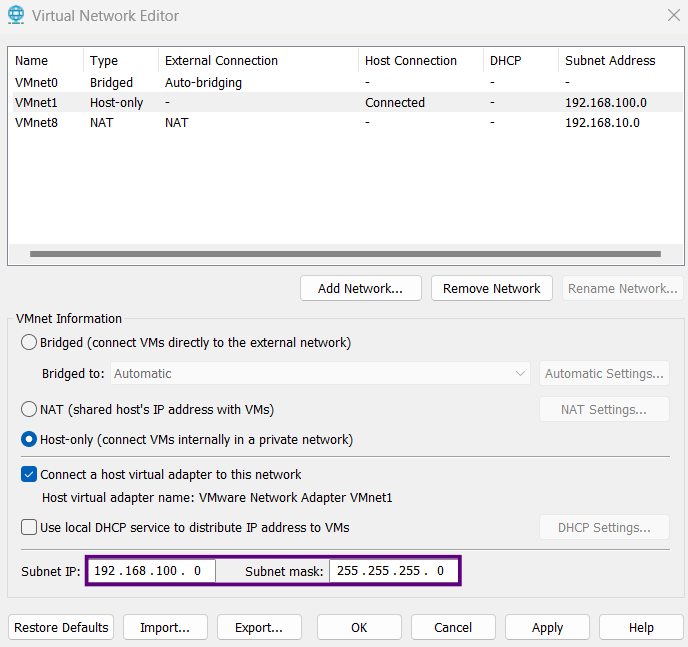 Virtual Network Editor
Name Type External Connection Host Connection DHCP Subnet Address
VMnet0 Bridged Auto-bridging - - -
VMnet1 Host-only - Connected - 192.168.100.0
VMnet8 NAT NAT - - 192.168.10.0
Add Network... Remove Network Rename Network...
VMnet Information
Bridged (connect VMs directly to the external network)
Bridged to: Automatic Automatic Settings...
NAT (shared host's IP address with VMs) NAT Settings...
Host-only (connect VMs internally in a private network)
Connect a host virtual adapter to this network
Host virtual adapter name: VMware Network Adapter VMnet1
Use local DHCP service to distribute IP address to VMs DHCP Settings...
Subnet IP: 192 . 168 . 100 . 0 Subnet mask: 255 . 255 . 255 . 0
Restore Defaults Import... Export... OK Cancel Apply Help